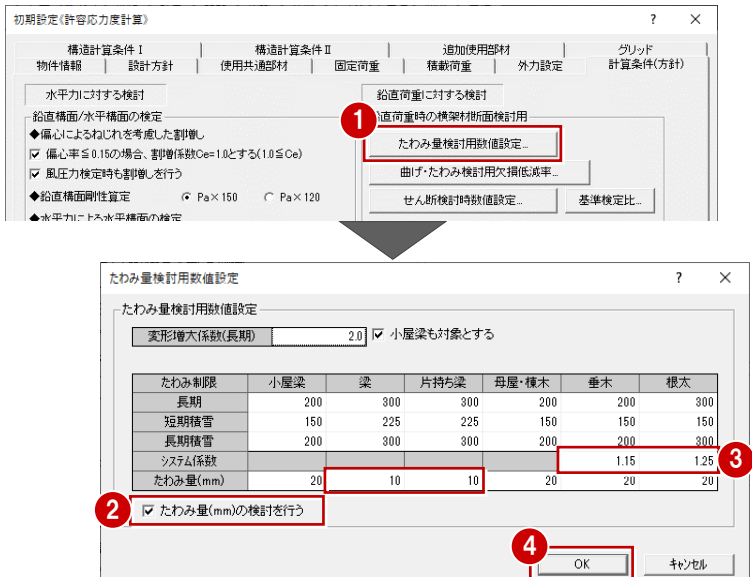 初期設定《許容応力度計算》 ? ×
構造計算条件Ⅰ 構造計算条件Ⅱ 追加使用部材 グリッド
物件情報 設計方針 使用共通部材 固定荷重 積載荷重 外力設定 計算条件(方針)
水平力に対する検討 鉛直荷重に対する検討
鉛直構面/水平構面の検定 1 鉛直荷重時の横架材断面検討用
◆偏心によるねじれを考慮した割増し たわみ量検討用数値設定...
偏心率≦0.15の場合、割増係数Ce=1.0とする(1.0≦Ce)
風圧力検定時も割増しを行う 曲げ・たわみ検討用欠損低減率...
◆鉛直構面剛性算定 Pa×150 Pa×120 せん断検討時数値設定... 基準検定比...
◆水平力による水平構面の検定
たわみ量検討用数値設定 ? ×
たわみ量検討用数値設定
変形増大係数(長期) 2.0 小屋梁も対象とする
たわみ制限 小屋梁 梁 片持ち梁 母屋・棟木 垂木 根太
長期 200 300 300 200 200 300
短期積雪 150 225 225 150 150 150
長期積雪 200 300 300 200 200 300
システム係数 1.15 1.25 3
たわみ量(mm) 20 10 10 20 20 20
2 たわみ量(mm)の検討を行う
4
OK キャンセル